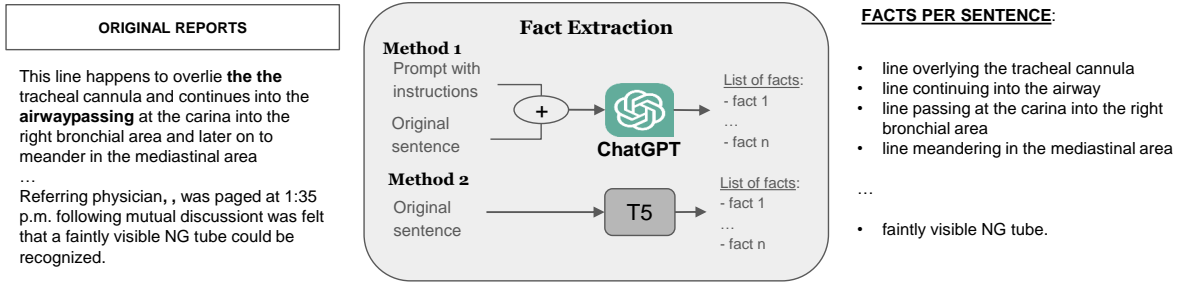 ORIGINAL REPORTS
This line happens to overlie the the
tracheal cannula and continues into the
airwaypassing at the carina into the
right bronchial area and later on to
meander in the mediastinal area
…
Referring physician, , was paged at 1:35
p.m. following mutual discussiont was felt
that a faintly visible NG tube could be
recognized.
Fact Extraction
Method 1
Prompt with
instructions
Original
sentence
+
ChatGPT
List of facts:
- fact 1
…
- fact n
Method 2
Original
sentence
T5
List of facts:
- fact 1
…
- fact n
FACTS PER SENTENCE:
• line overlying the tracheal cannula
• line continuing into the airway
• line passing at the carina into the right
bronchial area
• line meandering in the mediastinal area
…
• faintly visible NG tube.